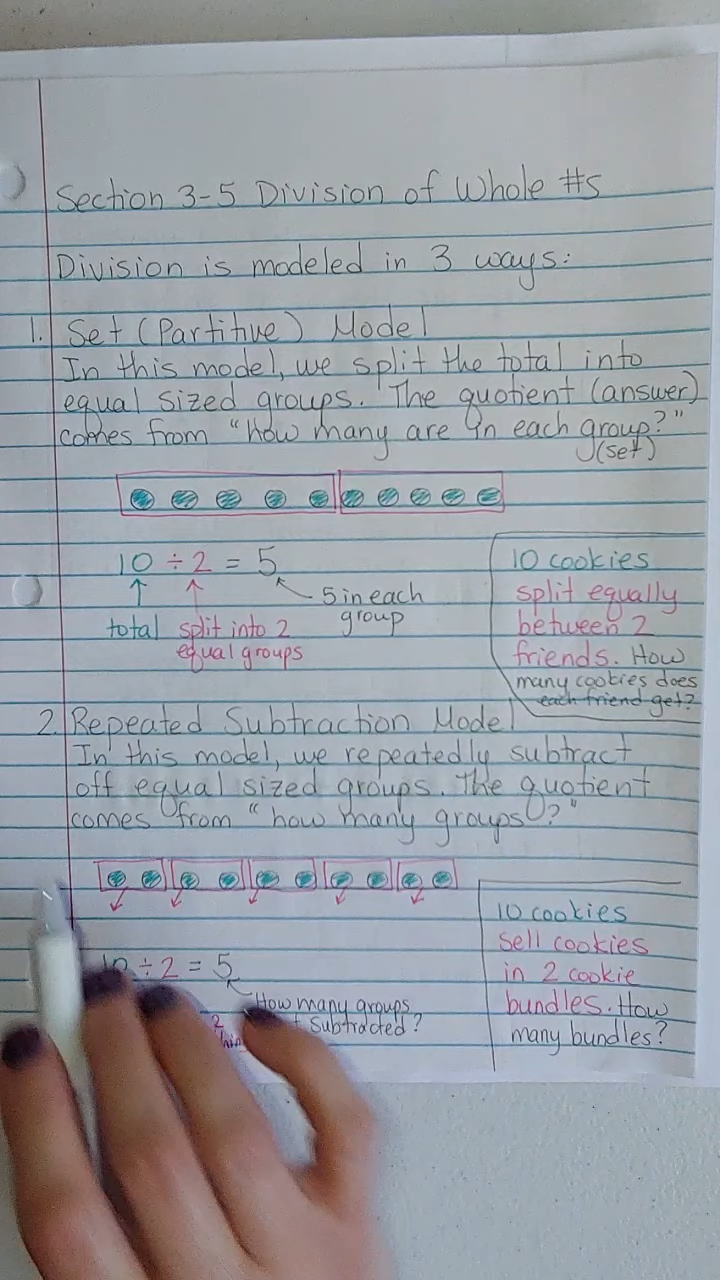 Section 3-5 Division of Whole #s
Division is modeled in 3 ways:
1. Set (Partitive) Model
In this model, we split the total into
equal sized groups. The quotient (answer)
comes from "how many are in each group?"
(set)
10 ÷ 2 = 5
5 in each
group
total
split into 2
equal groups
10 cookies
split equally
between 2
friends. How
many cookies does
each friend get?
2. Repeated Subtraction Model
In this model, we repeatedly subtract
off equal sized groups. The quotient
comes from "how many groups?"
10 ÷ 2 = 5
How many groups
subtracted?
2
10 cookies
sell cookies
in 2 cookie
bundles. How
many bundles?